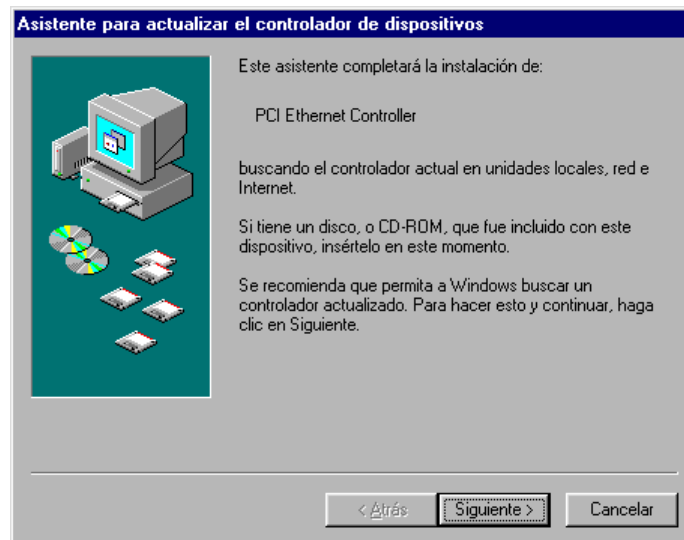 Asistente para actualizar el controlador de dispositivos
Este asistente completará la instalación de:
PCI Ethernet Controller
buscando el controlador actual en unidades locales, red e
Internet.
Si tiene un disco, o CD-ROM, que fue incluido con este
dispositivo, insértelo en este momento.
Se recomienda que permita a Windows buscar un
controlador actualizado. Para hacer esto y continuar, haga
clic en Siguiente.
< Atrás
Siguiente >
Cancelar